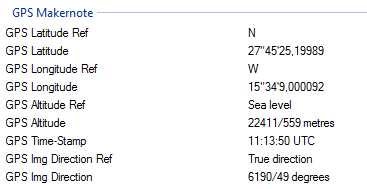 GPS Makernote
GPS Latitude Ref N
GPS Latitude 27"45'25,19989
GPS Longitude Ref W
GPS Longitude 15"34'9,000092
GPS Altitude Ref Sea level
GPS Altitude 22411/559 metres
GPS Time-Stamp 11:13:50 UTC
GPS Img Direction Ref True direction
GPS Img Direction 6190/49 degrees